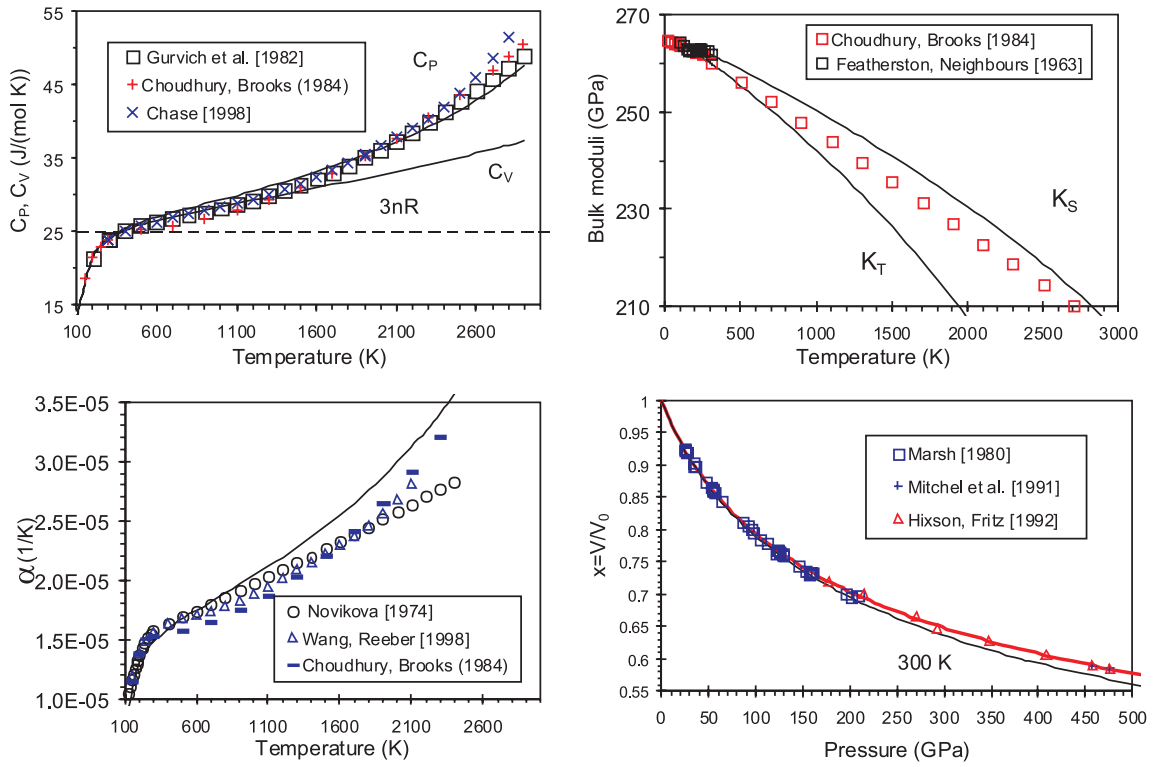 C_P, C_V (J/(mol K))
55
45
35
25
15
Gurvich et al. [1982]
Choudhury, Brooks (1984)
Chase [1998]
C_P
C_V
3nR
100 600 1100 1600 2100 2600
Temperature (K)
Bulk moduli (GPa)
270
250
230
210
Choudhury, Brooks [1984]
Featherston, Neighbours [1963]
K_S
K_T
0 500 1000 1500 2000 2500 3000
Temperature (K)
α(1/K)
3.5E-05
3.0E-05
2.5E-05
2.0E-05
1.5E-05
1.0E-05
Novikova [1974]
Wang, Reeber [1998]
Choudhury, Brooks (1984)
100 600 1100 1600 2100 2600
Temperature (K)
x=V/V_0
1
0.95
0.9
0.85
0.8
0.75
0.7
0.65
0.6
0.55
Marsh [1980]
Mitchel et al. [1991]
Hixson, Fritz [1992]
300 K
0 50 100 150 200 250 300 350 400 450 500
Pressure (GPa)